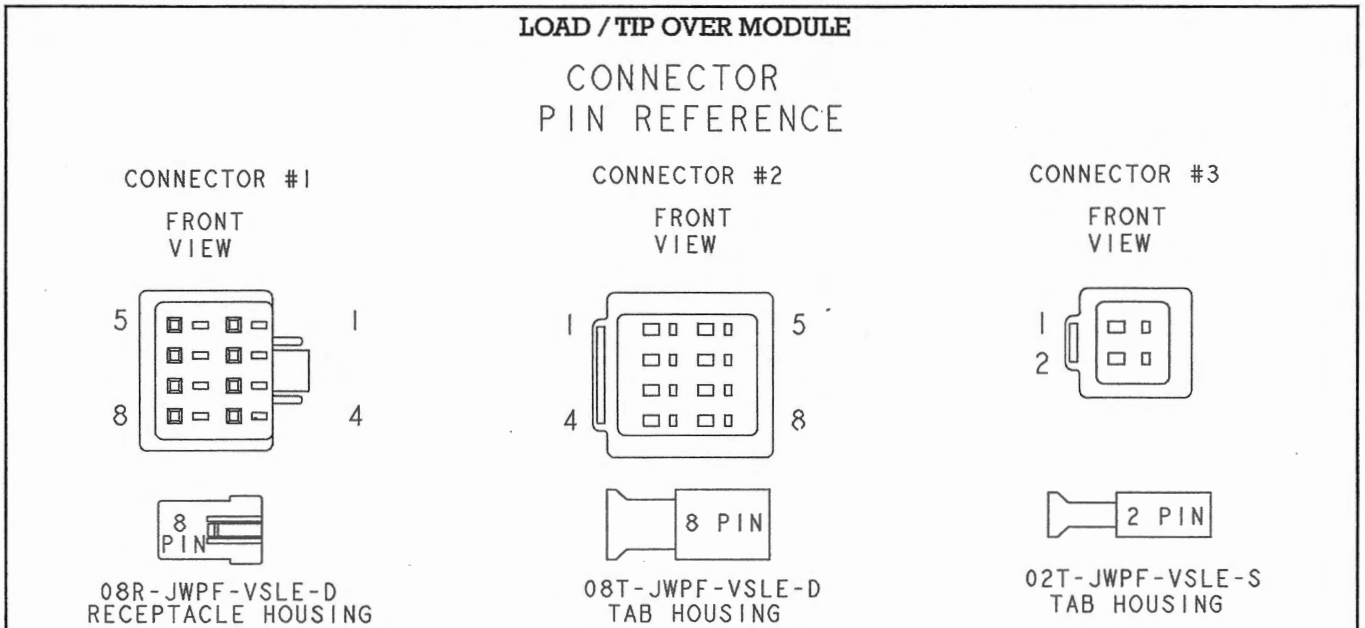 LOAD / TIP OVER MODULE
CONNECTOR
PIN REFERENCE
CONNECTOR #1
FRONT
VIEW
5
1
8
4
8
PIN
08R-JWPF-VSLE-D
RECEPTACLE HOUSING
CONNECTOR #2
FRONT
VIEW
1
5
4
8
8 PIN
08T-JWPF-VSLE-D
TAB HOUSING
CONNECTOR #3
FRONT
VIEW
1
2
2 PIN
02T-JWPF-VSLE-S
TAB HOUSING